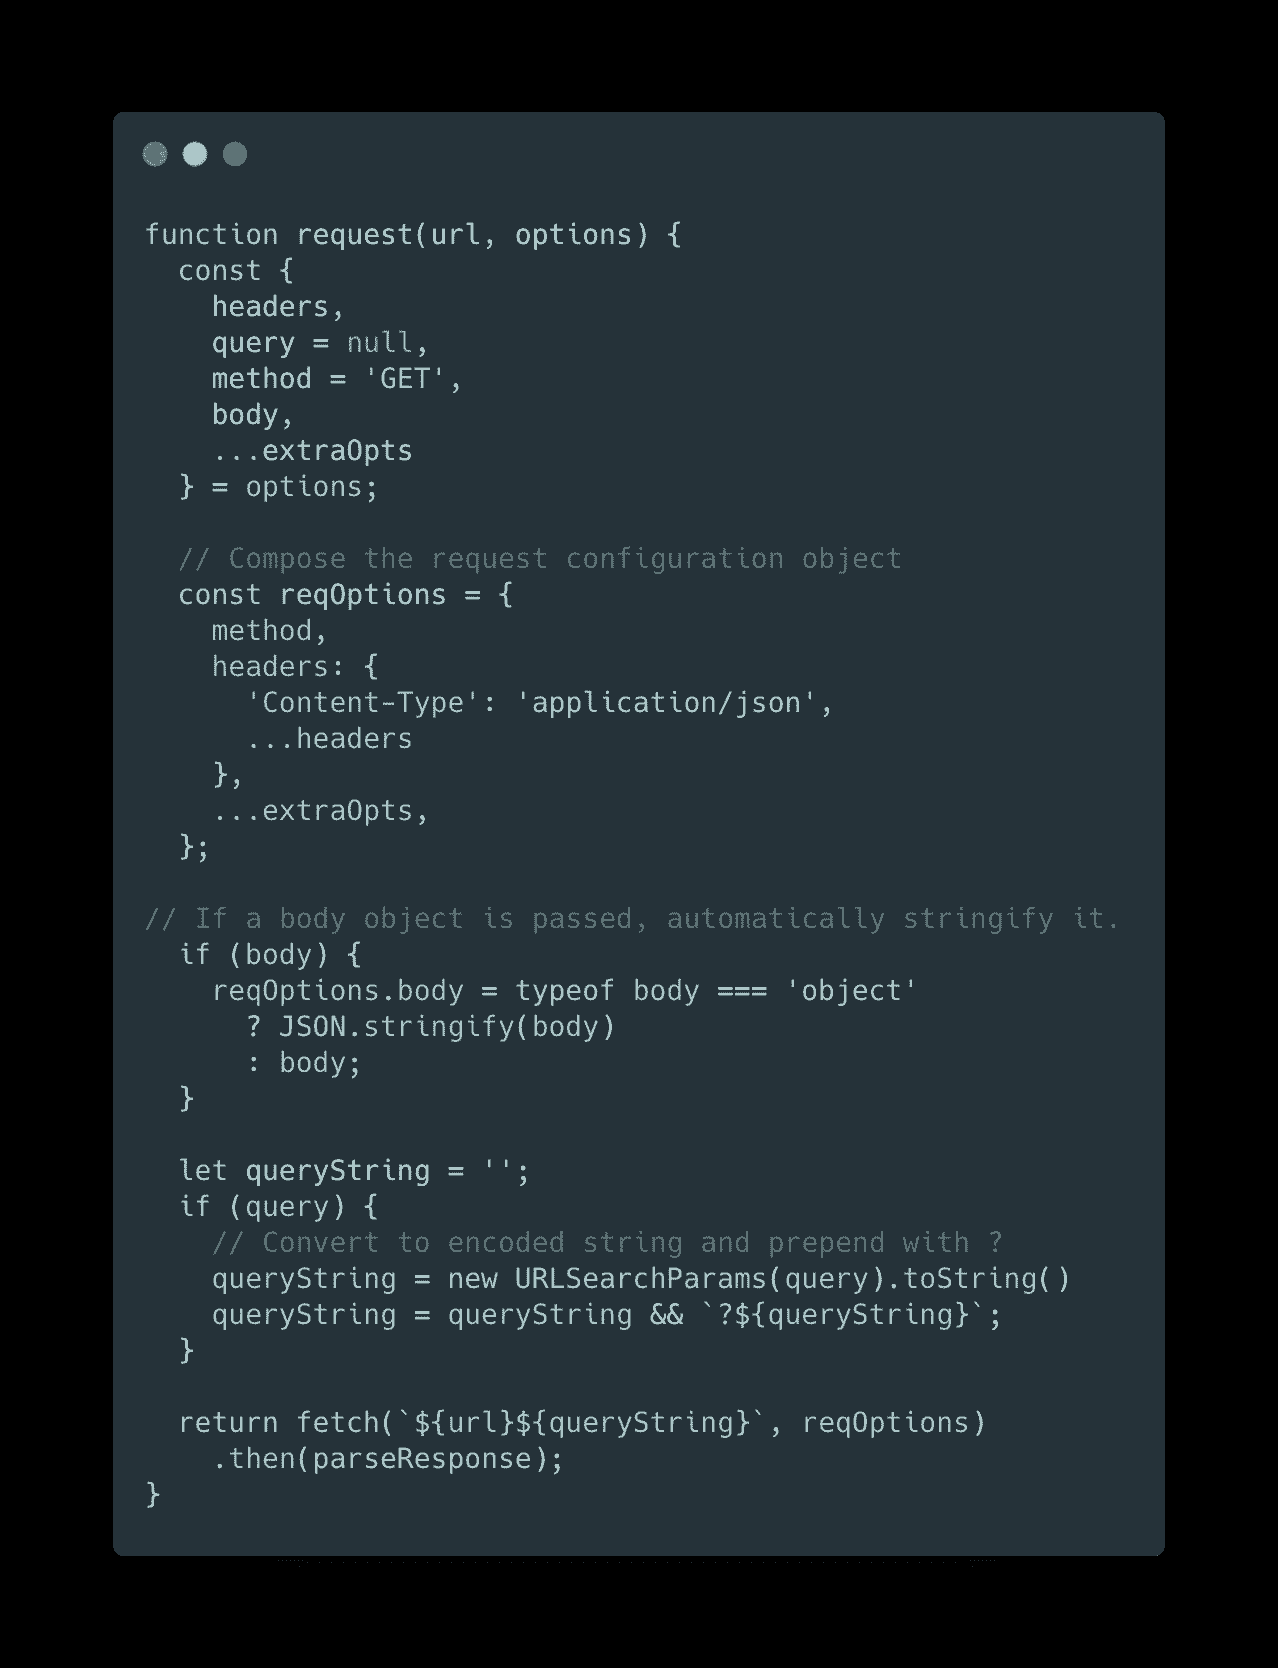 function request(url, options) {
  const {
    headers,
    query = null,
    method = 'GET',
    body,
    ...extraOpts
  } = options;

  // Compose the request configuration object
  const reqOptions = {
    method,
    headers: {
      'Content-Type': 'application/json',
      ...headers
    },
    ...extraOpts,
  };

// If a body object is passed, automatically stringify it.
  if (body) {
    reqOptions.body = typeof body === 'object'
      ? JSON.stringify(body)
      : body;
  }

  let queryString = '';
  if (query) {
    // Convert to encoded string and prepend with ?
    queryString = new URLSearchParams(query).toString()
    queryString = queryString && `?${queryString}`;
  }

  return fetch(`${url}${queryString}`, reqOptions)
    .then(parseResponse);
}